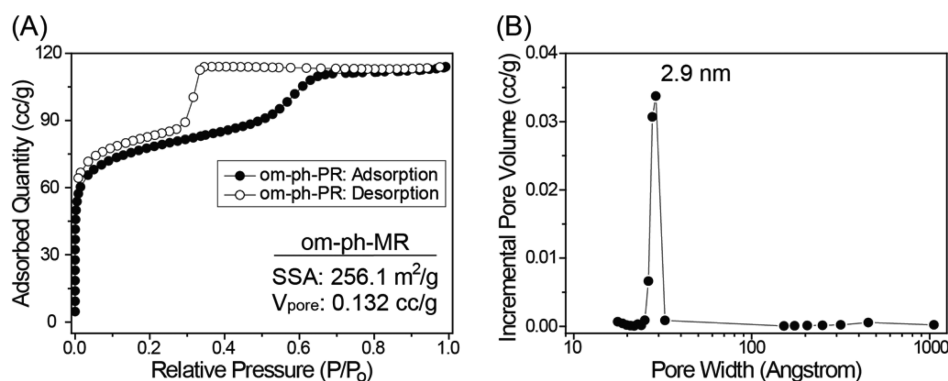 (A)
Adsorbed Quantity (cc/g)
120
90
60
30
0
0.0 0.2 0.4 0.6 0.8 1.0
Relative Pressure (P/Po)
om-ph-PR: Adsorption
om-ph-PR: Desorption
om-ph-MR
SSA: 256.1 m²/g
Vpore: 0.132 cc/g
(B)
Incremental Pore Volume (cc/g)
0.04
0.03
0.02
0.01
0.00
10 100 1000
Pore Width (Angstrom)
2.9 nm